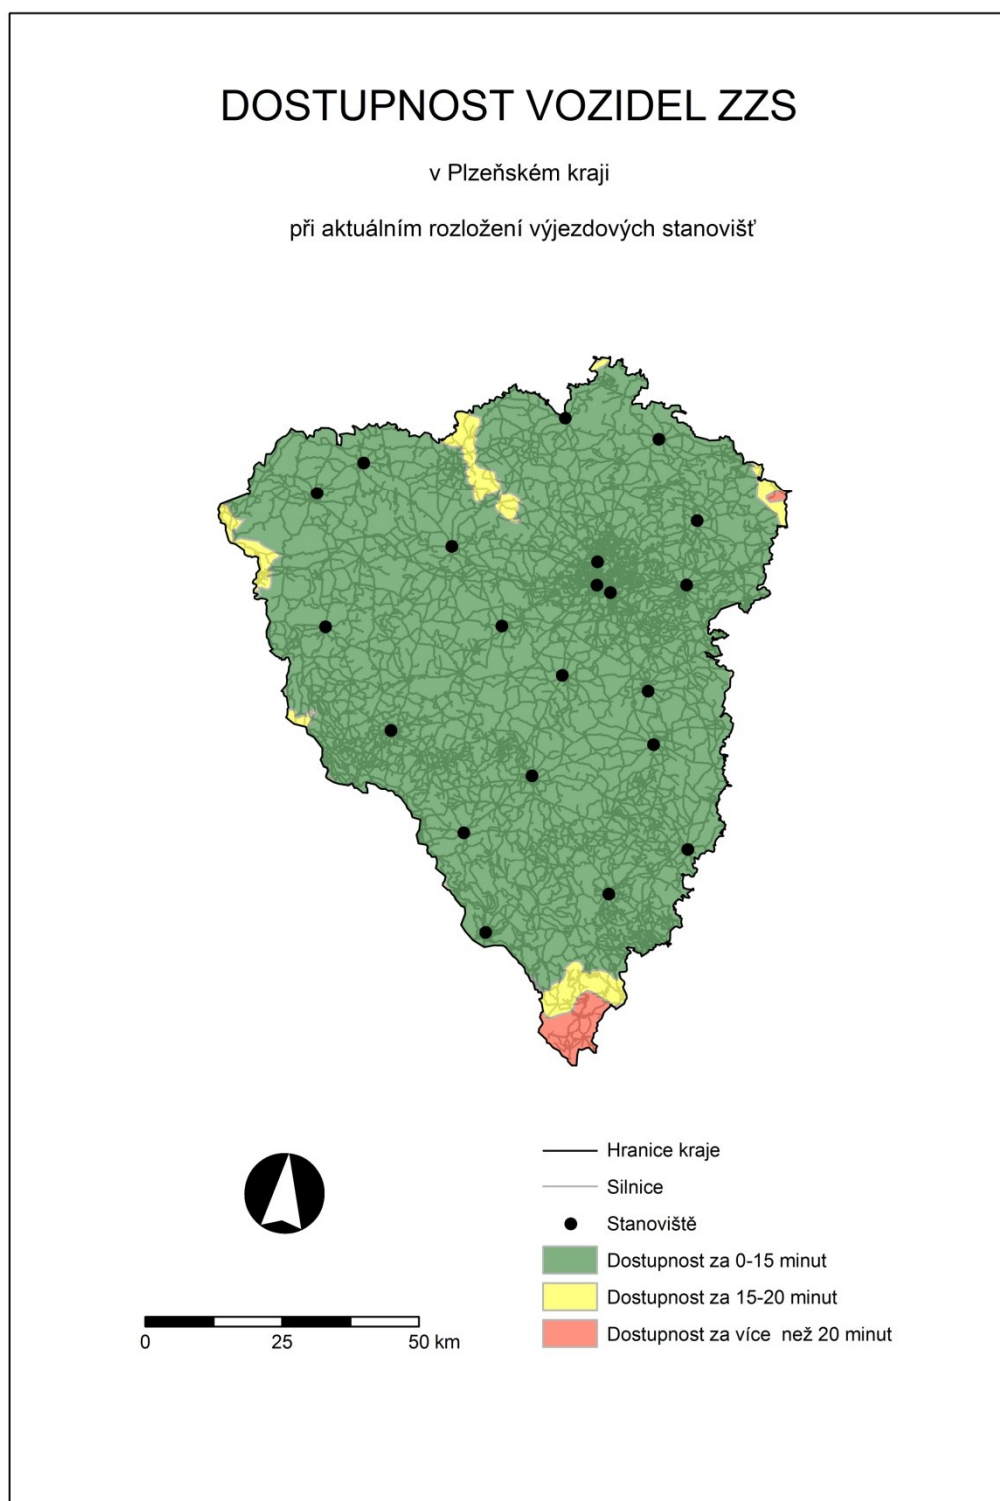 DOSTUPNOST VOZIDEL ZZS
v Plzeňském kraji
při aktuálním rozložení výjezdových stanovišť
Hranice kraje
Silnice
Stanoviště
Dostupnost za 0-15 minut
Dostupnost za 15-20 minut
Dostupnost za více než 20 minut
0 25 50 km